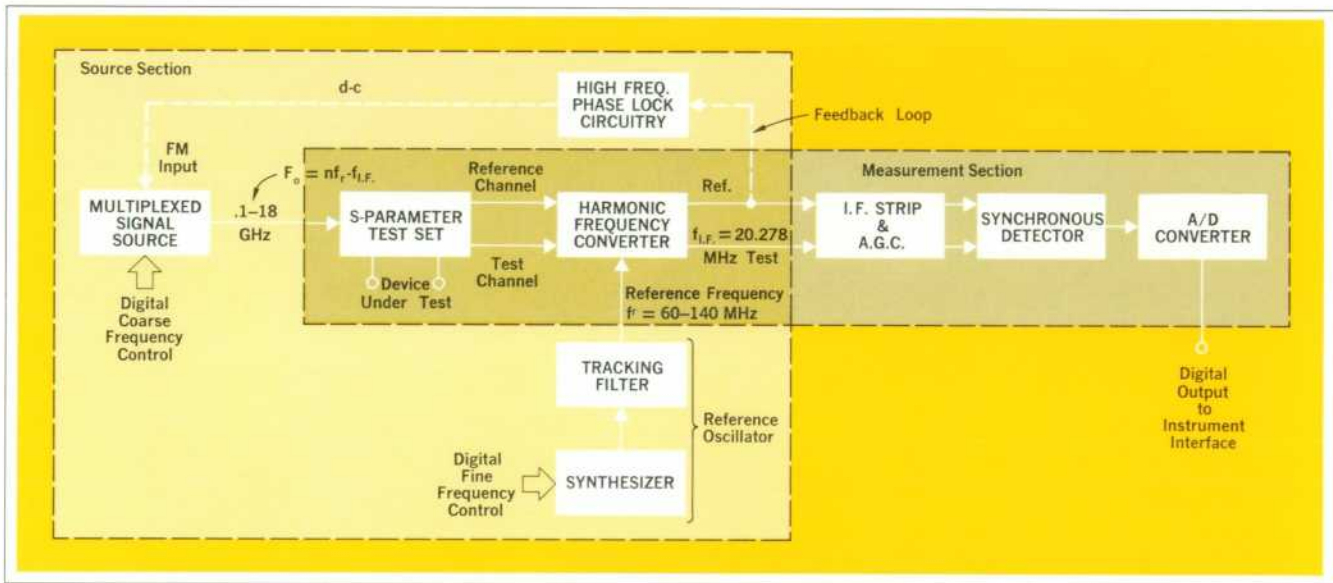 Source Section
d-c
HIGH FREQ.
PHASE LOCK
CIRCUITRY
Feedback Loop
FM
Input
F₀ = nfᵣ-f_I.F.
MULTIPLEXED
SIGNAL
SOURCE
.1–18
GHz
Digital
Coarse
Frequency
Control
S-PARAMETER
TEST SET
Device
Under Test
Reference
Channel
Test
Channel
HARMONIC
FREQUENCY
CONVERTER
Ref.
f_I.F. = 20.278
MHz Test
Reference Frequency
fʳ = 60–140 MHz
Measurement Section
I.F. STRIP
&
A.G.C.
SYNCHRONOUS
DETECTOR
A/D
CONVERTER
TRACKING
FILTER
Reference
Oscillator
SYNTHESIZER
Digital
Fine
Frequency
Control
Digital
Output
to
Instrument
Interface